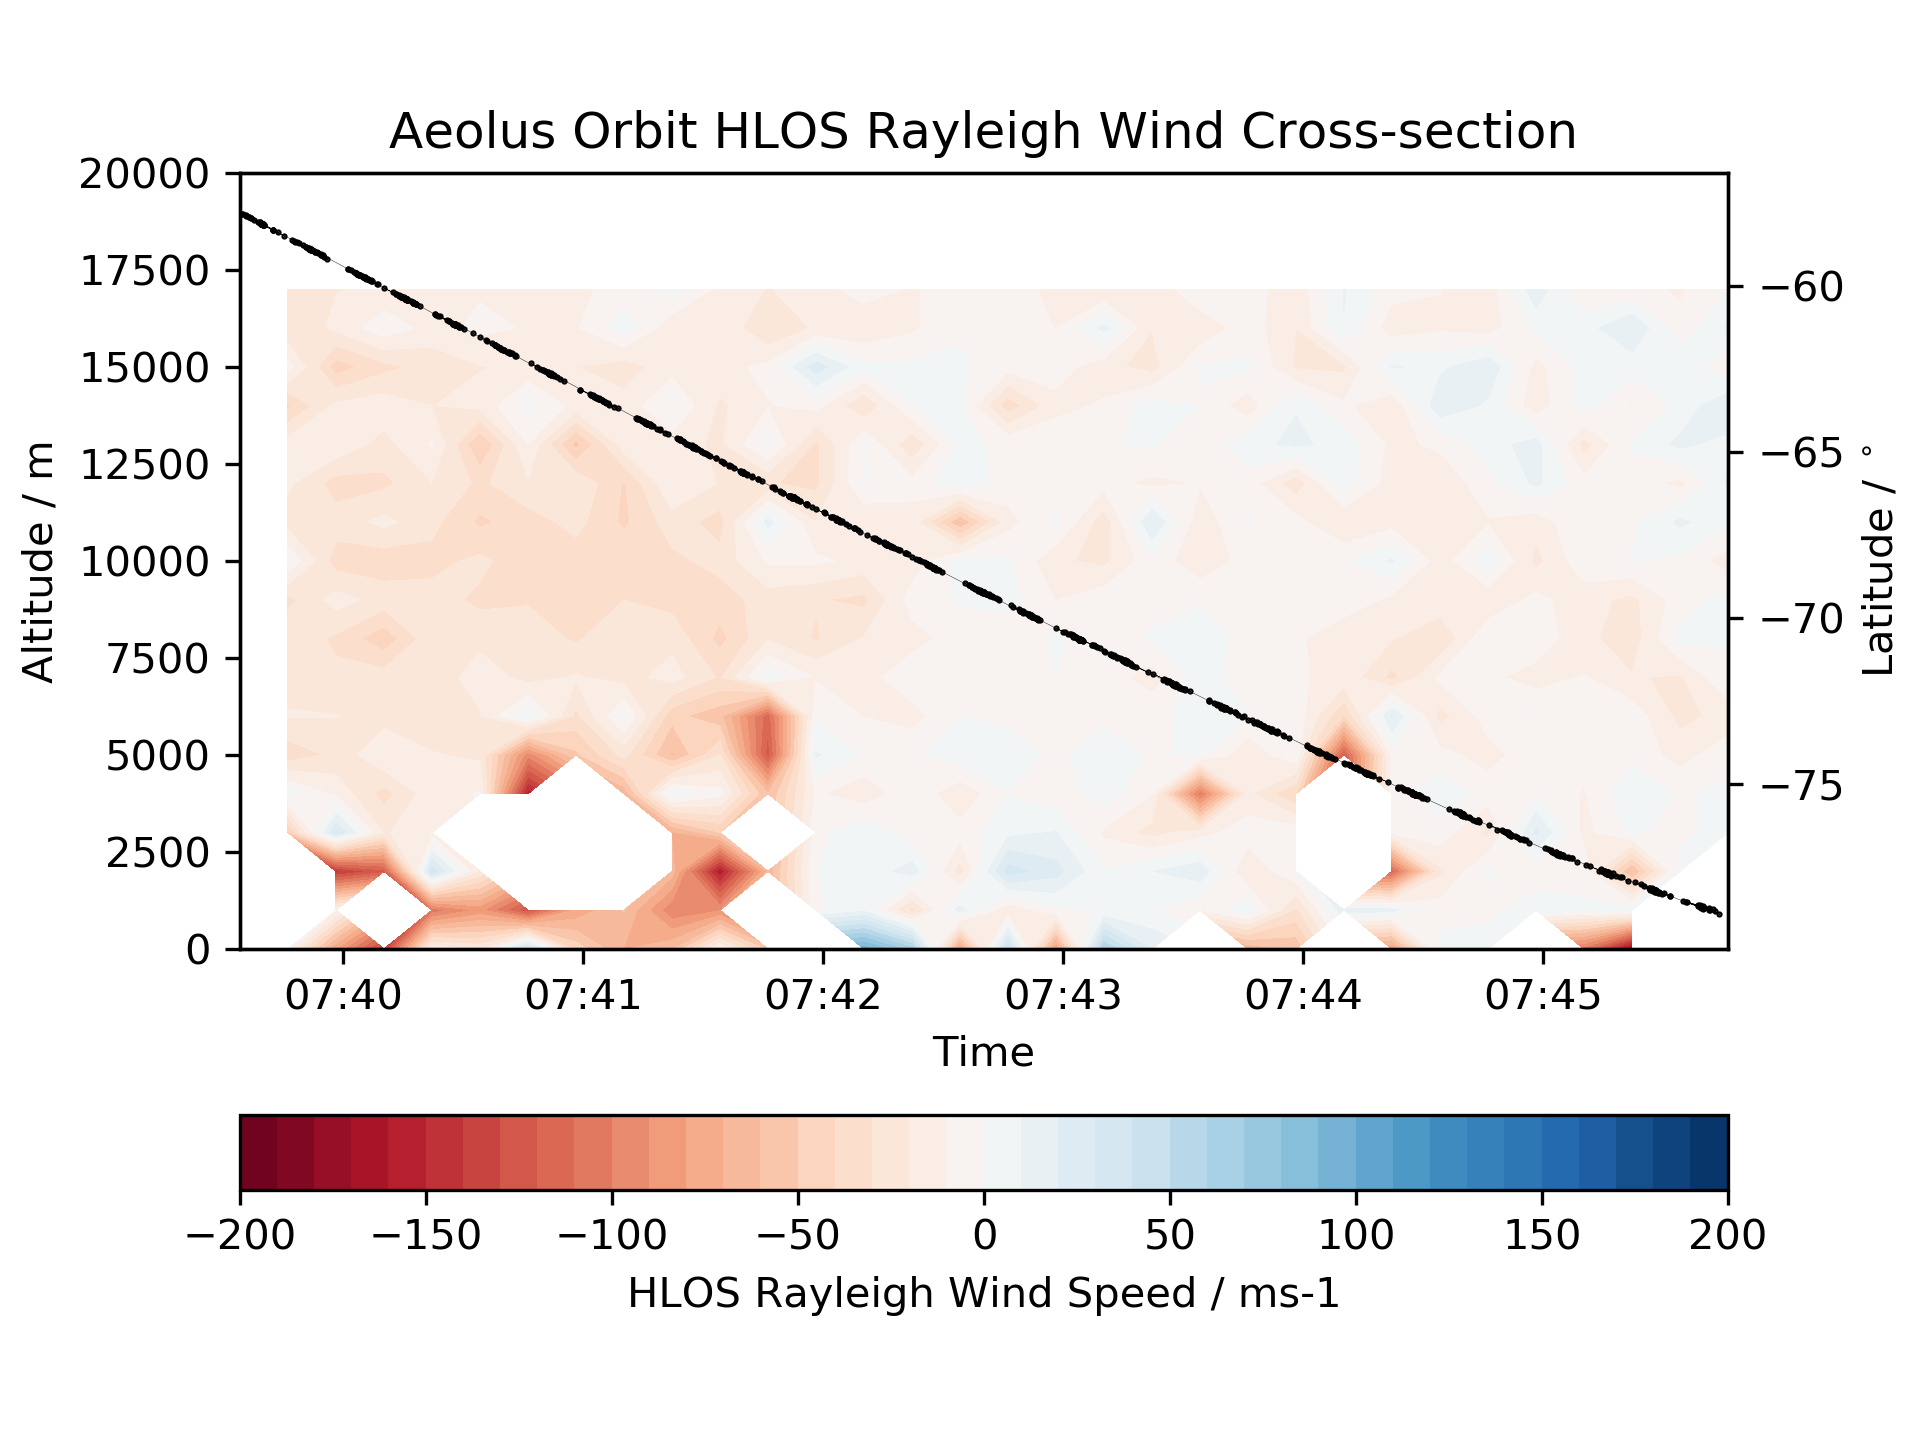 Aeolus Orbit HLOS Rayleigh Wind Cross-section
20000
17500
15000
12500
10000
7500
5000
2500
0
Altitude / m
−60
−65
−70
−75
Latitude / °
07:40 07:41 07:42 07:43 07:44 07:45
Time
−200 −150 −100 −50 0 50 100 150 200
HLOS Rayleigh Wind Speed / ms-1